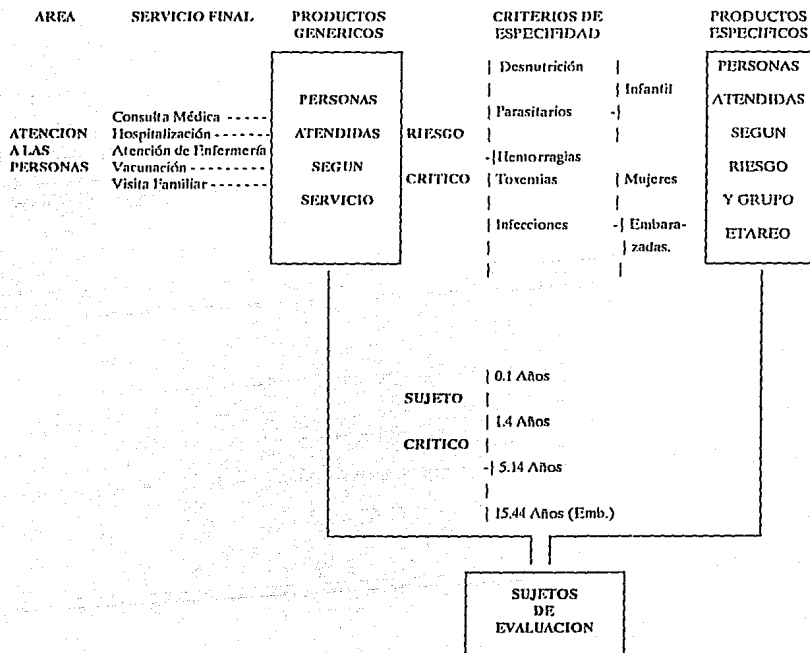 AREA
SERVICIO FINAL
PRODUCTOS
GENERICOS
CRITERIOS DE
ESPECIFIDAD
PRODUCTOS
ESPECIFICOS
ATENCION
A LAS
PERSONAS
Consulta Médica
Hospitalización
Atención de Enfermería
Vacunación
Visita Familiar
PERSONAS
ATENDIDAS
SEGUN
SERVICIO
RIESGO
CRITICO
Desnutrición
Parasitarios
Hemorragias
Toxemias
Infecciones
Infantil
Mujeres
Embara-
zadas.
PERSONAS
ATENDIDAS
SEGUN
RIESGO
Y GRUPO
ETAREO
SUJETO
CRITICO
0.1 Años
1.4 Años
5.14 Años
15.44 Años (Emb.)
SUJETOS
DE
EVALUACION